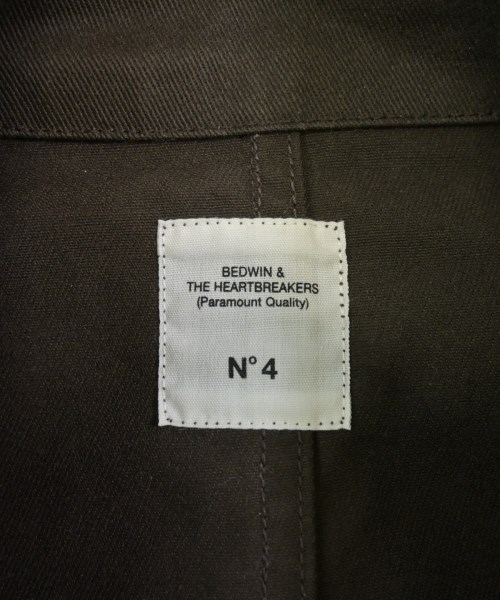 BEDWIN &
THE HEARTBREAKERS
(Paramount Quality)
N° 4